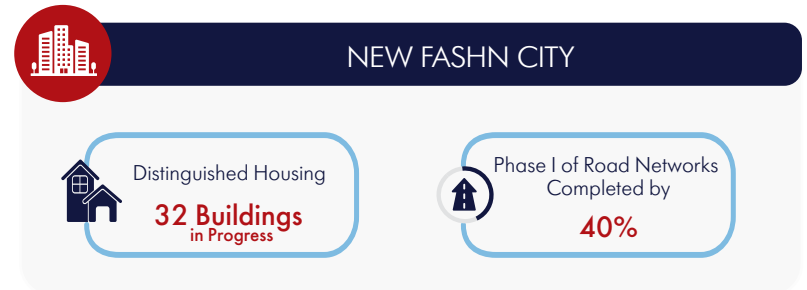 NEW FASHN CITY
Distinguished Housing
32 Buildings
in Progress
Phase I of Road Networks
Completed by
40%